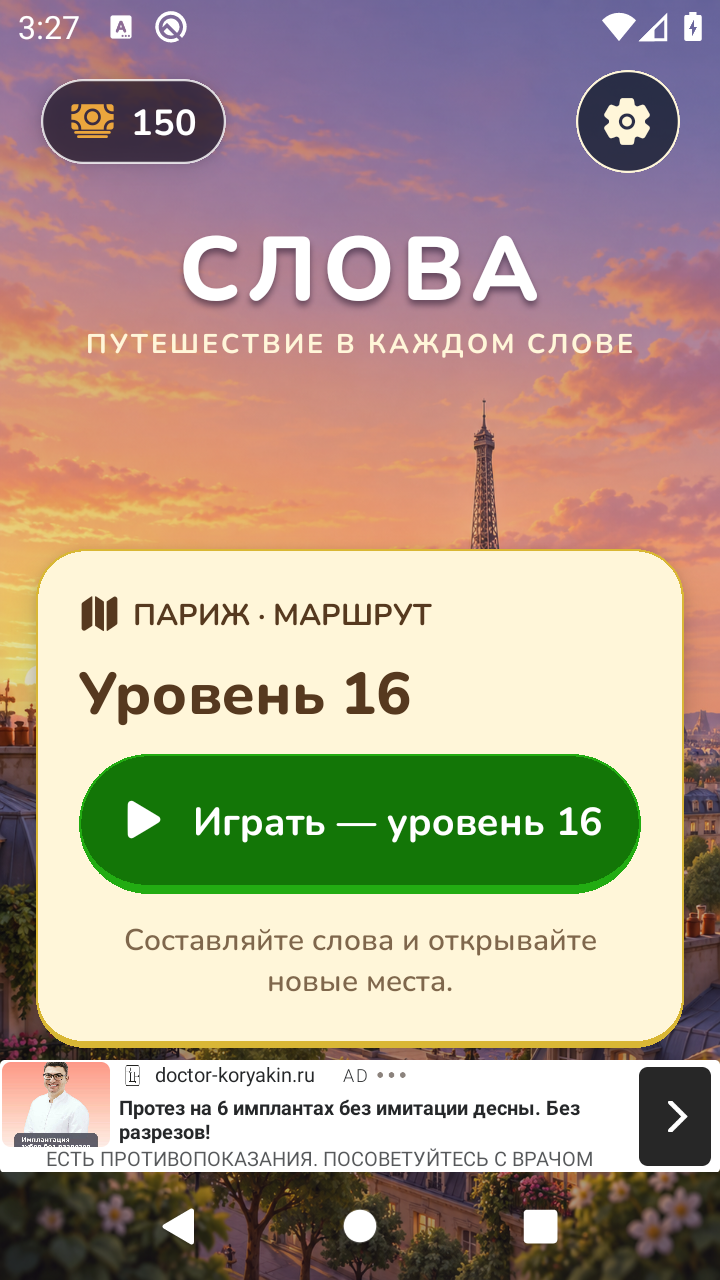 3:27
150
СЛОВА
ПУТЕШЕСТВИЕ В КАЖДОМ СЛОВЕ
ПАРИЖ · МАРШРУТ
Уровень 16
Играть — уровень 16
Составляйте слова и открывайте
новые места.
doctor-koryakin.ru AD •••
Протез на 6 имплантах без имитации десны. Без
разрезов!
Имплантация
ЕСТЬ ПРОТИВОПОКАЗАНИЯ. ПОСОВЕТУЙТЕСЬ С ВРАЧОМ